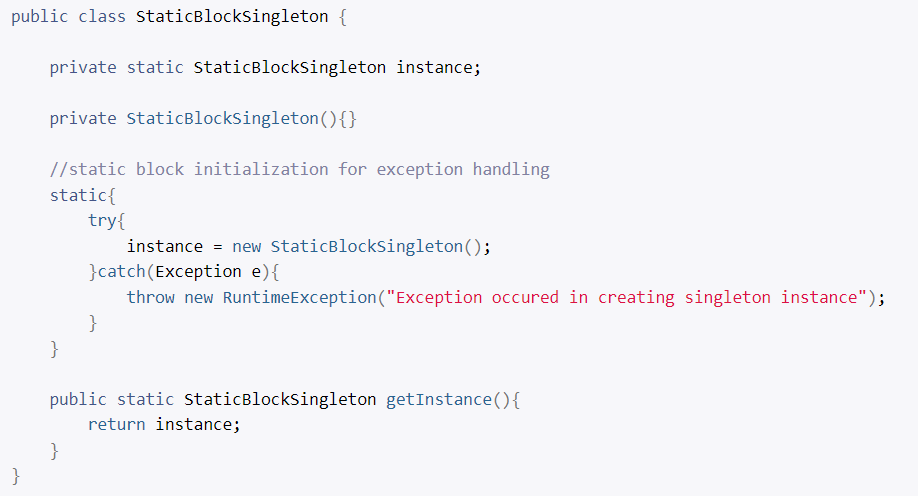 public class StaticBlockSingleton {
private static StaticBlockSingleton instance;
private StaticBlockSingleton(){}
//static block initialization for exception handling
static{
try{
instance = new StaticBlockSingleton();
}catch(Exception e){
throw new RuntimeException("Exception occured in creating singleton instance");
}
}
public static StaticBlockSingleton getInstance(){
return instance;
}
}